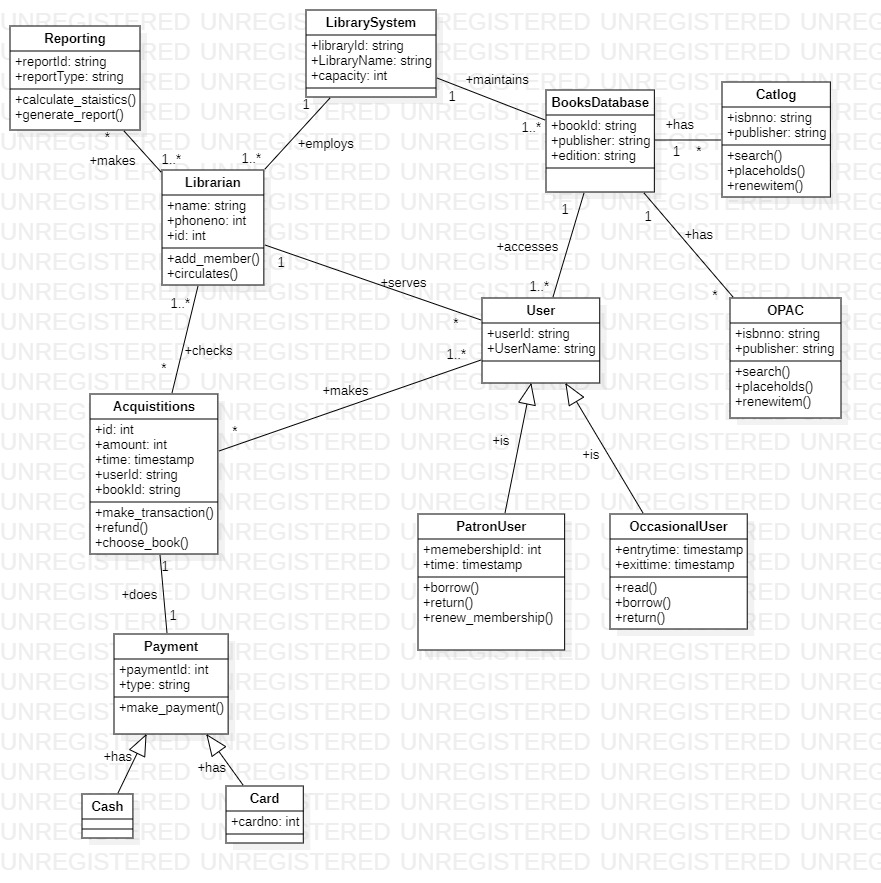 LibrarySystem
+libraryId: string
+LibraryName: string
+capacity: int
Reporting
+reportId: string
+reportType: string
+calculate_staistics()
+generate_report()
+maintains
1
1..*
1
1..*
+employs
*
1..*
+makes
BooksDatabase
+bookId: string
+publisher: string
+edition: string
Catlog
+isbnno: string
+publisher: string
+search()
+placeholds()
+renewitem()
+has
1
*
Librarian
+name: string
+phoneno: int
+id: int
+add_member()
+circulates()
1
+accesses
1..*
1
+has
*
1
+serves
*
1..*
+checks
*
User
+userId: string
+UserName: string
OPAC
+isbnno: string
+publisher: string
+search()
+placeholds()
+renewitem()
1..*
+makes
*
Acquistitions
+id: int
+amount: int
+time: timestamp
+userId: string
+bookId: string
+make_transaction()
+refund()
+choose_book()
+is
+is
PatronUser
+memebershipId: int
+time: timestamp
+borrow()
+return()
+renew_membership()
OccasionalUser
+entrytime: timestamp
+exittime: timestamp
+read()
+borrow()
+return()
1
+does
1
Payment
+paymentId: int
+type: string
+make_payment()
+has
+has
Cash
Card
+cardno: int
UNREGISTERED UNREGISTERED UNREGISTERED UNREGISTERED